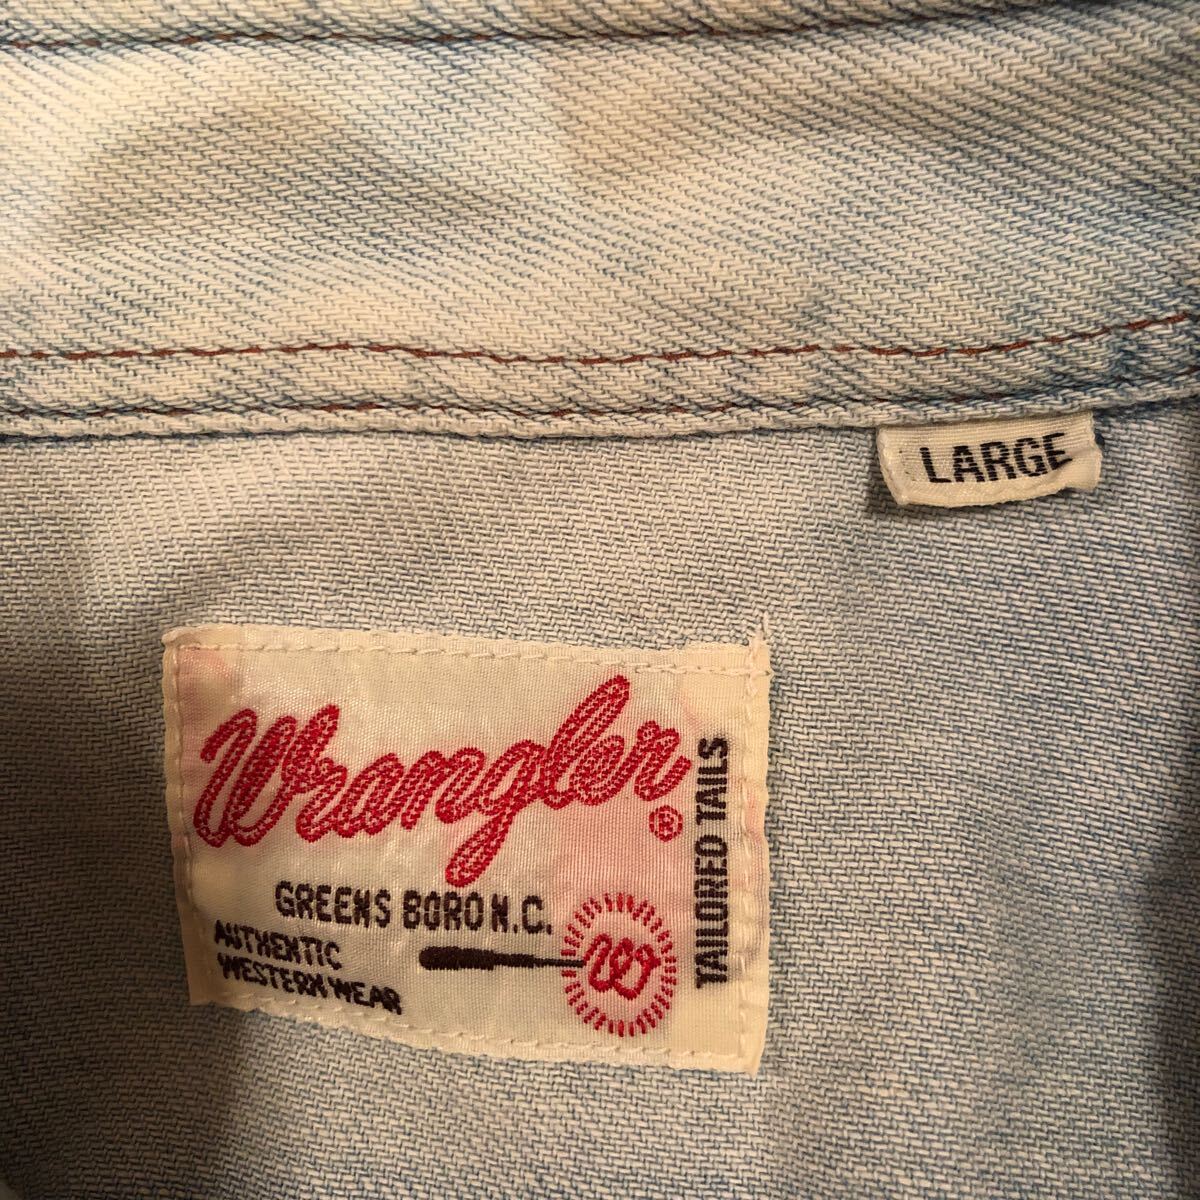 LARGE
Wrangler®
GREENS BORO N.C.
AUTHENTIC
WESTERN WEAR
W
TAILORED TAILS